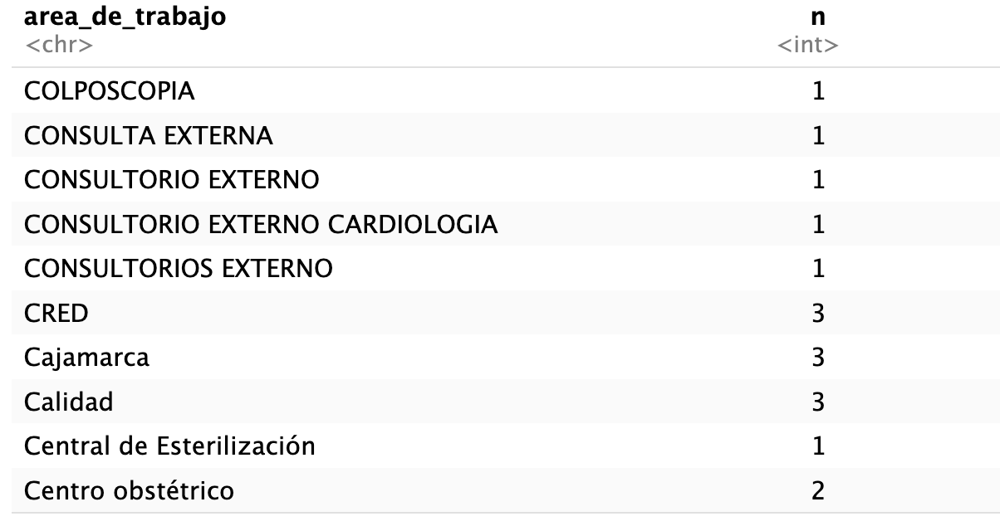 area_de_trabajo n
<chr> <int>
COLPOSCOPIA 1
CONSULTA EXTERNA 1
CONSULTORIO EXTERNO 1
CONSULTORIO EXTERNO CARDIOLOGIA 1
CONSULTORIOS EXTERNO 1
CRED 3
Cajamarca 3
Calidad 3
Central de Esterilización 1
Centro obstétrico 2